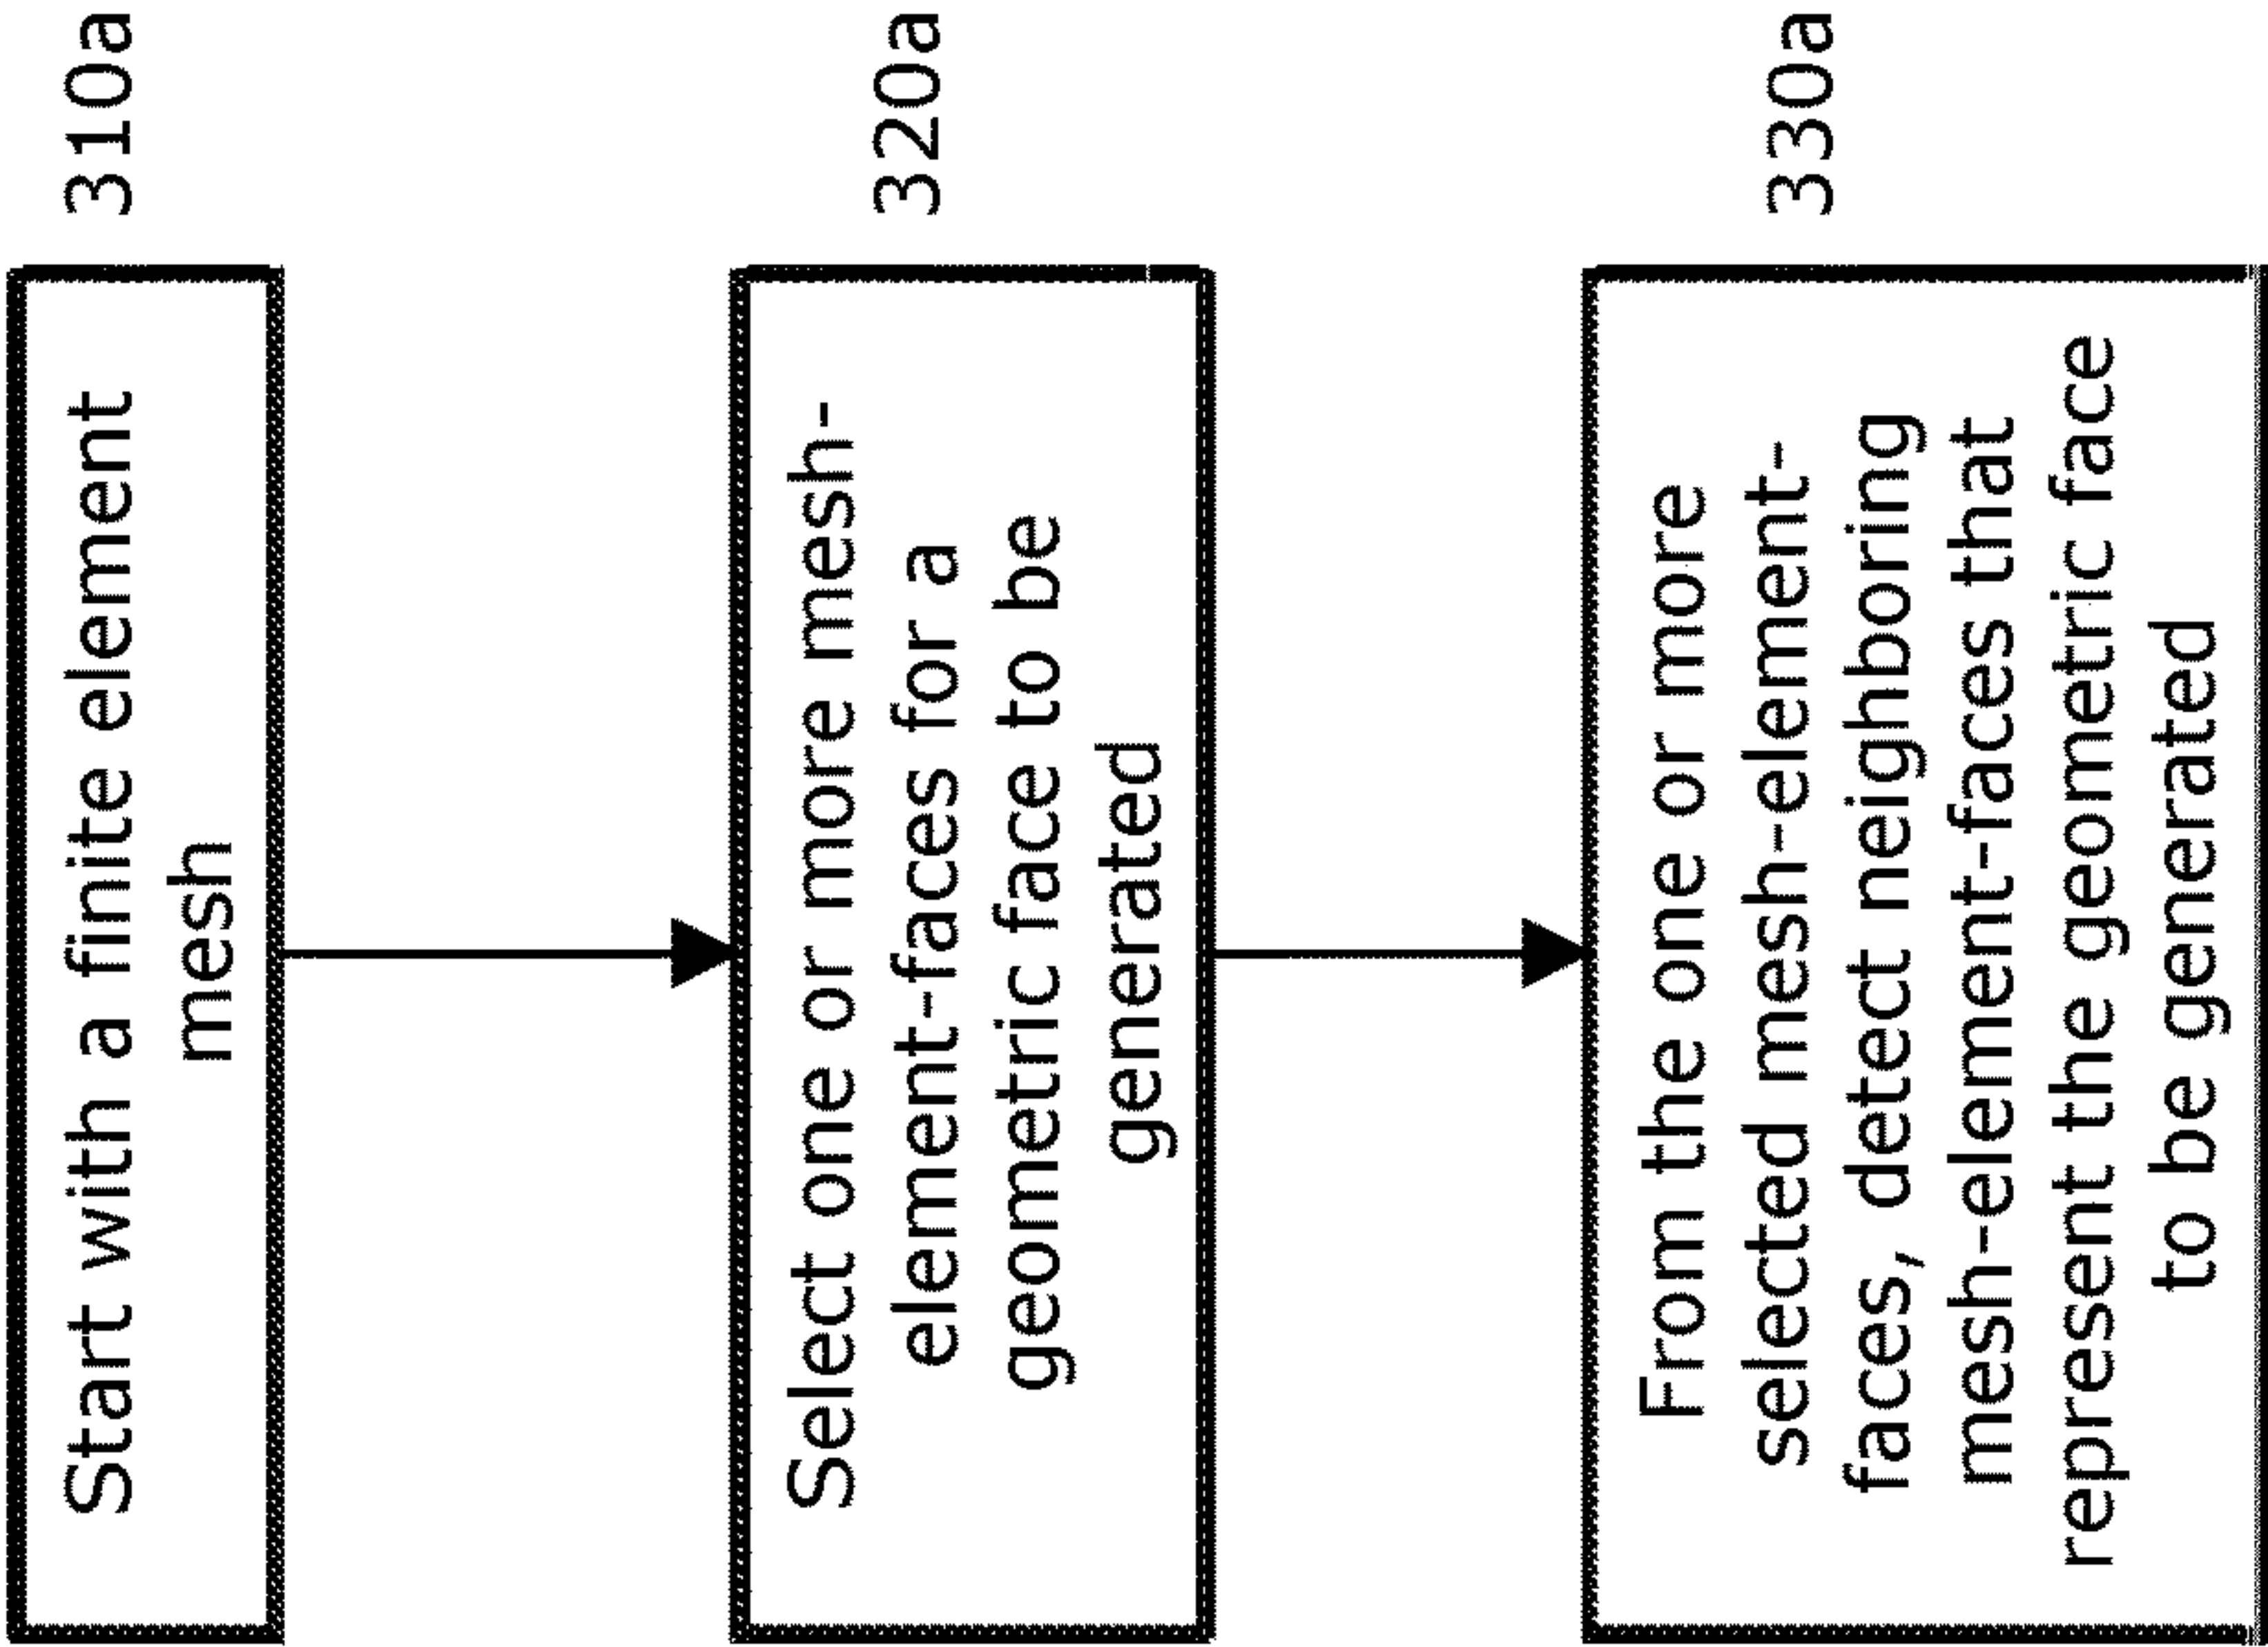 Start with a finite element
mesh
310a
Select one or more mesh-
element-faces for a
geometric face to be
generated
320a
From the one or more
selected mesh-element-
faces, detect neighboring
mesh-element-faces that
represent the geometric face
to be generated
330a